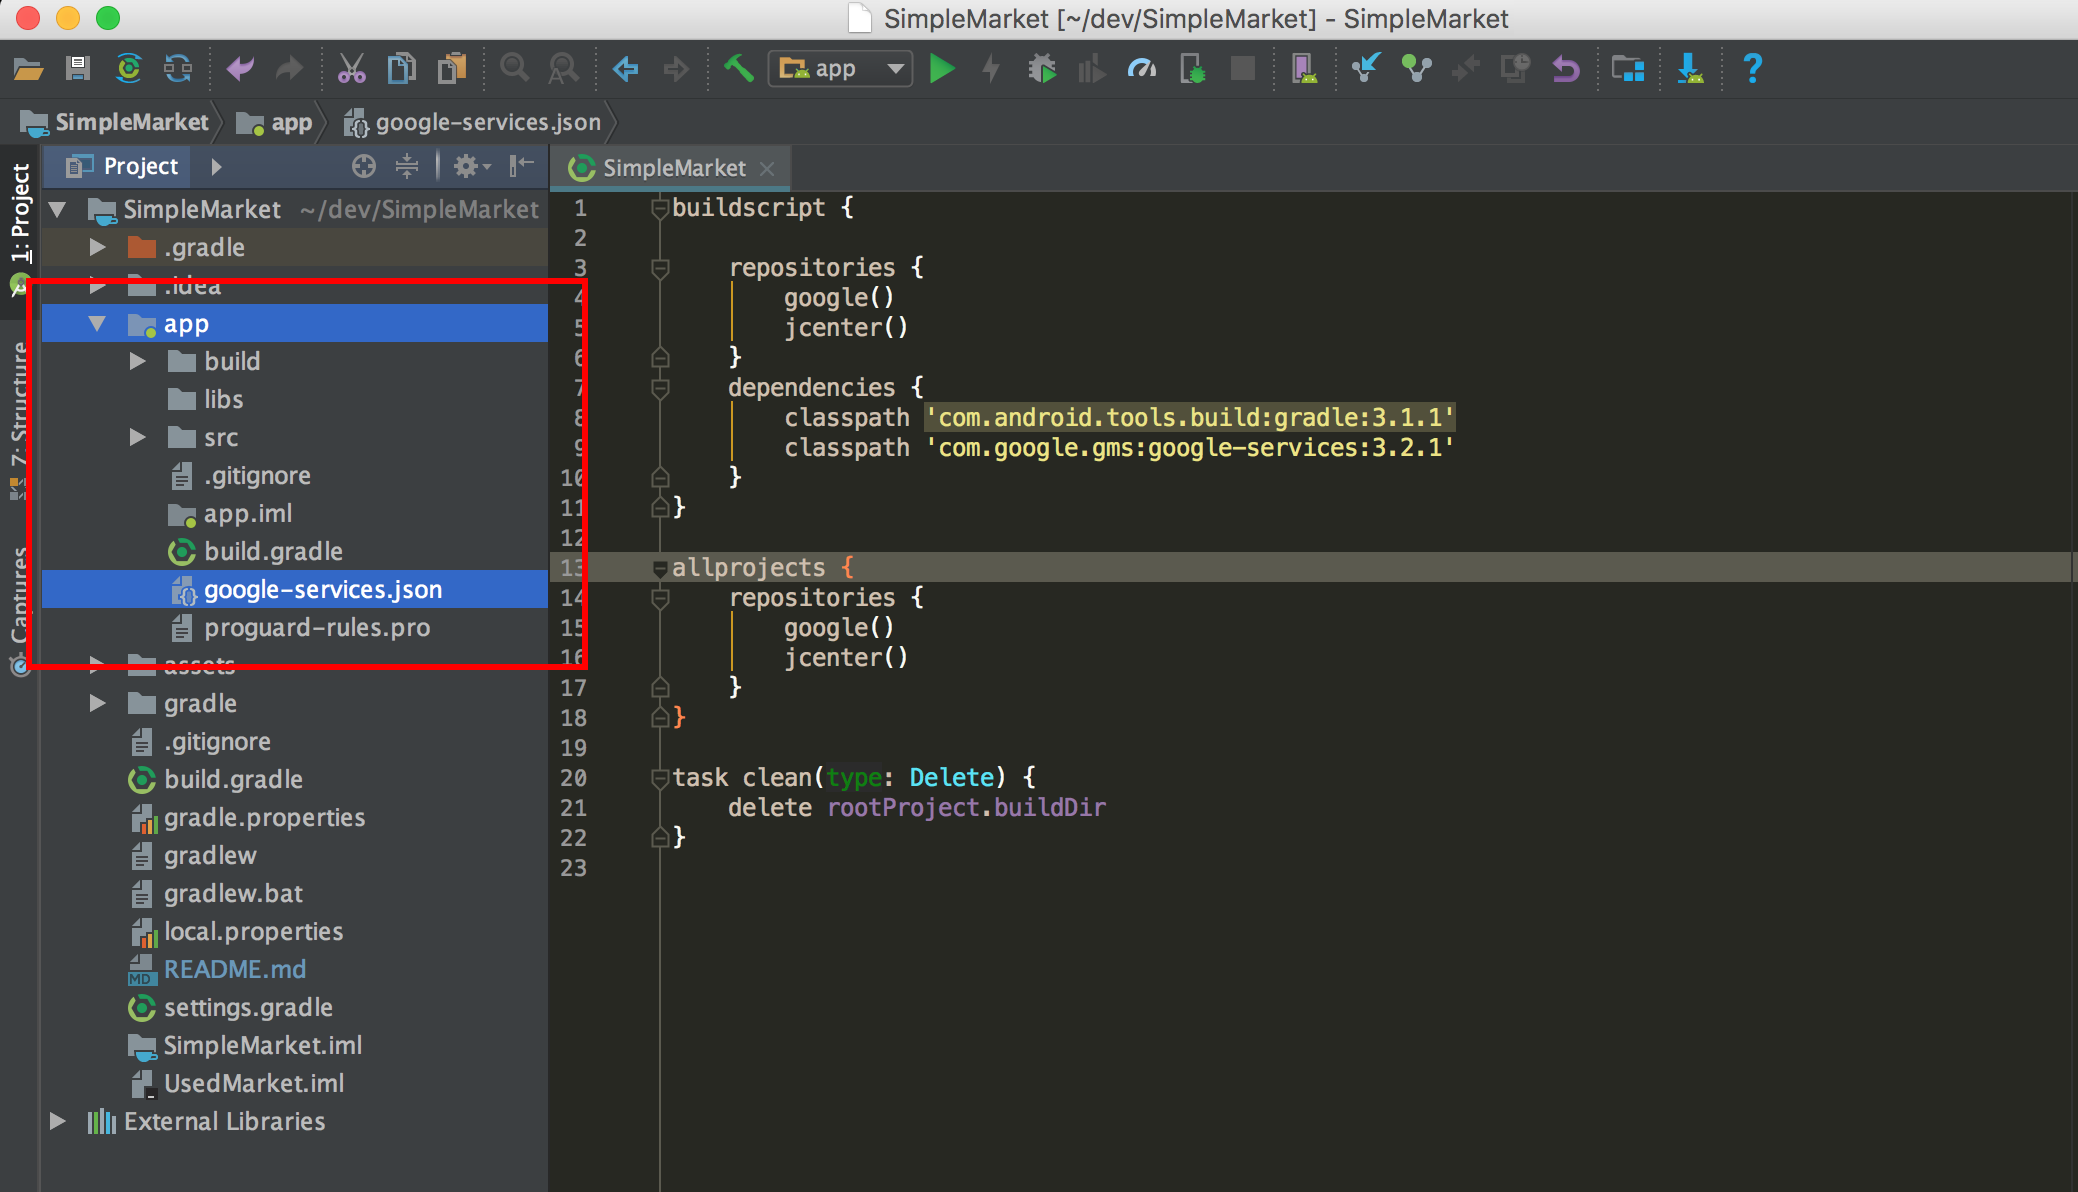 SimpleMarket [~/dev/SimpleMarket] - SimpleMarket
app
SimpleMarket app google-services.json
Project
SimpleMarket
1: Project
7: Structure
Captures
SimpleMarket ~/dev/SimpleMarket
.gradle
.idea
app
build
libs
src
.gitignore
app.iml
build.gradle
google-services.json
proguard-rules.pro
assets
gradle
.gitignore
build.gradle
gradle.properties
gradlew
gradlew.bat
local.properties
MD README.md
settings.gradle
SimpleMarket.iml
UsedMarket.iml
External Libraries
1 buildscript {
2
3 repositories {
4 google()
5 jcenter()
6 }
7 dependencies {
8 classpath 'com.android.tools.build:gradle:3.1.1'
9 classpath 'com.google.gms:google-services:3.2.1'
10 }
11 }
12
13 allprojects {
14 repositories {
15 google()
16 jcenter()
17 }
18 }
19
20 task clean(type: Delete) {
21 delete rootProject.buildDir
22 }
23